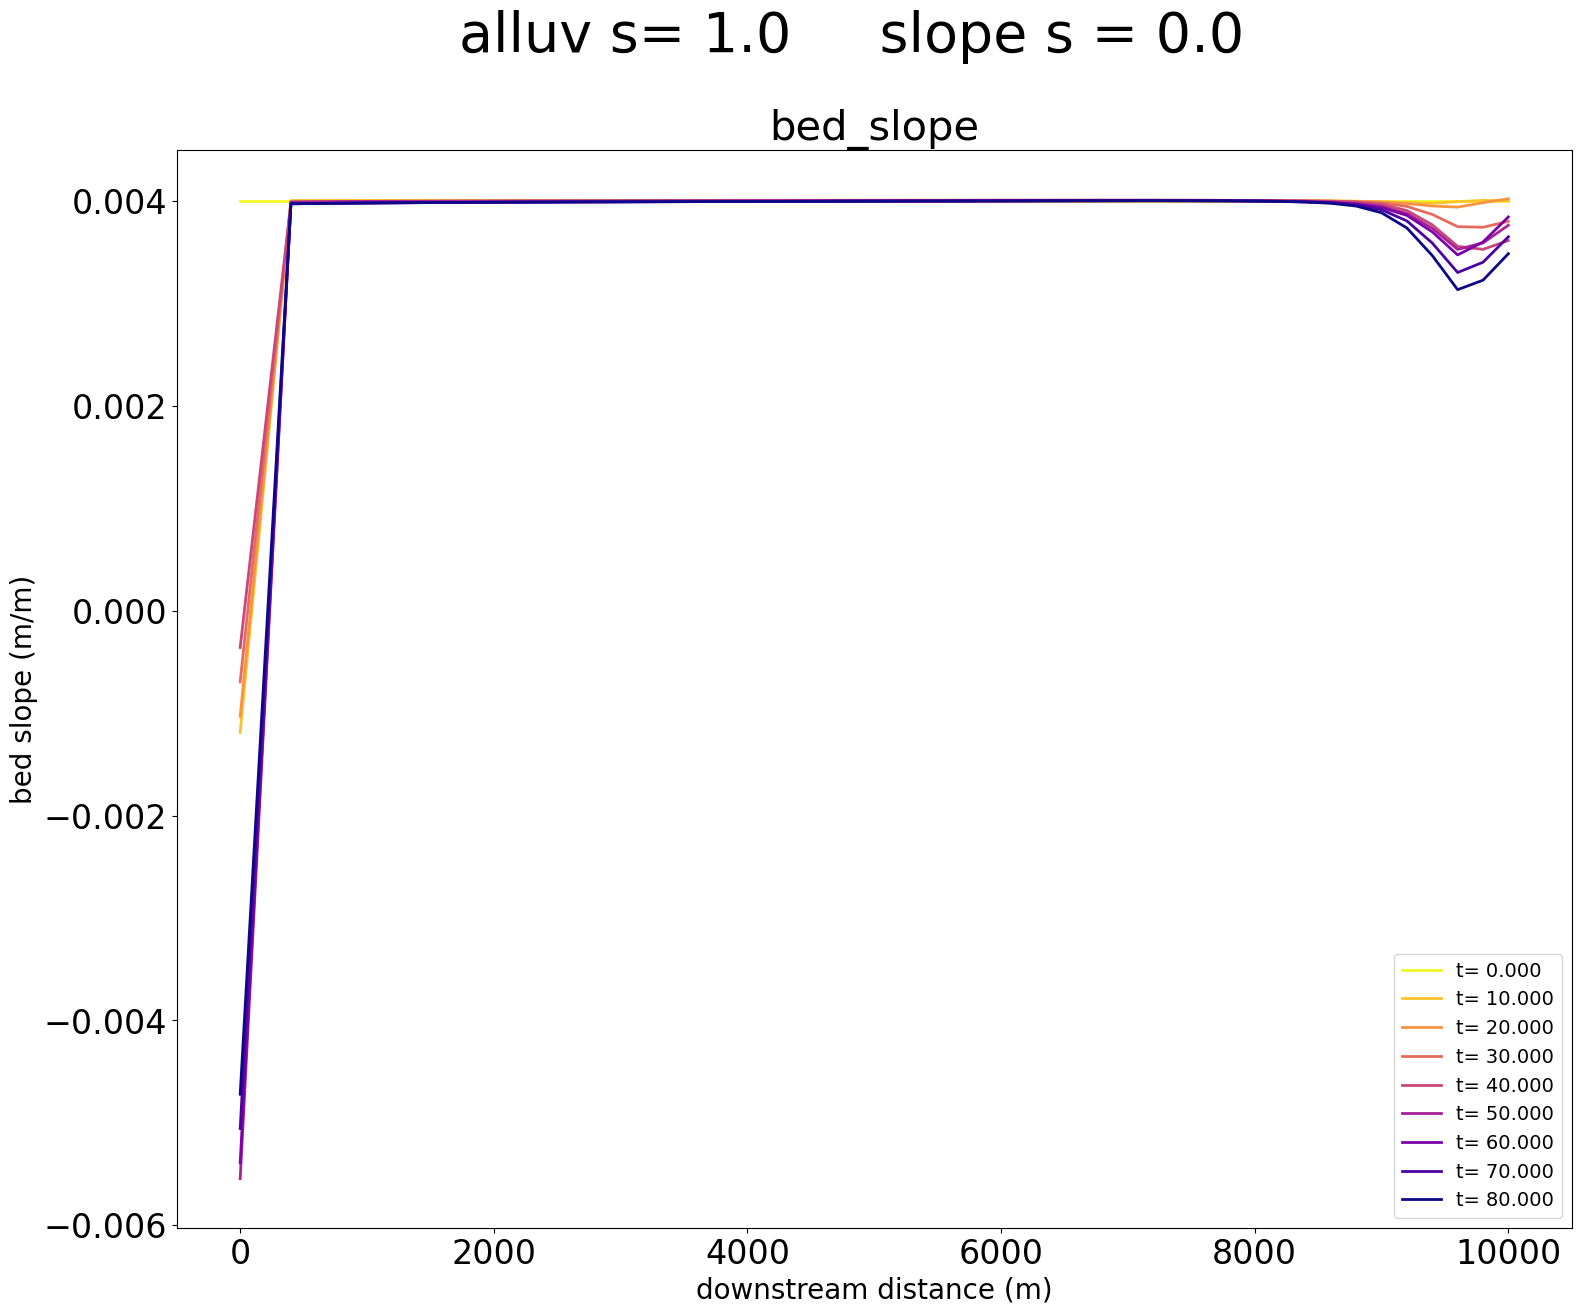 alluv s= 1.0 slope s = 0.0
bed_slope
0.004
0.002
0.000
−0.002
−0.004
−0.006
bed slope (m/m)
t= 0.000
t= 10.000
t= 20.000
t= 30.000
t= 40.000
t= 50.000
t= 60.000
t= 70.000
t= 80.000
0 2000 4000 6000 8000 10000
downstream distance (m)